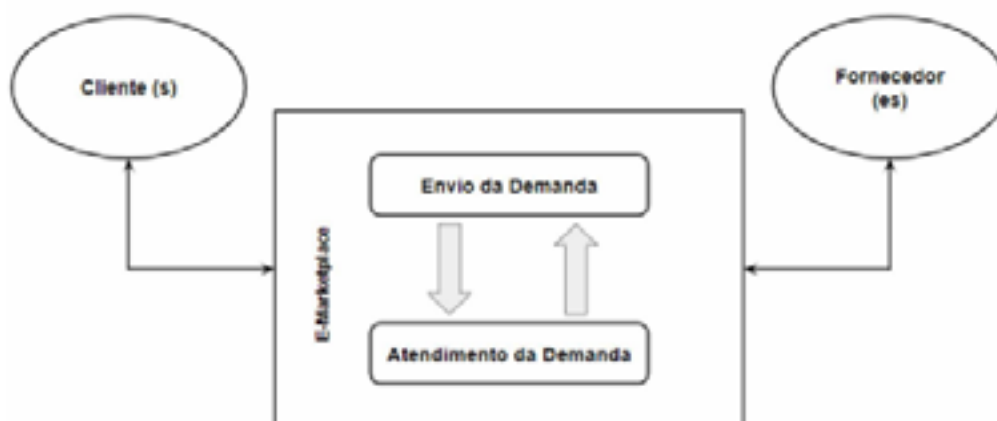 Cliente (s)
Fornecedor
(es)
Envio da Demanda
E-Marketplace
Atendimento da Demanda